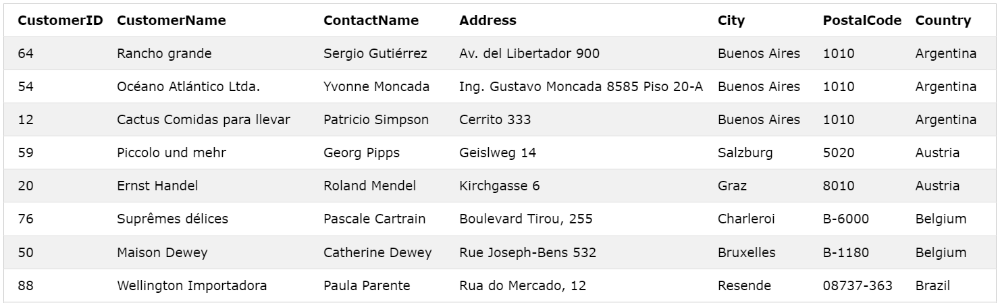 CustomerID CustomerName ContactName Address City PostalCode Country
64 Rancho grande Sergio Gutiérrez Av. del Libertador 900 Buenos Aires 1010 Argentina
54 Océano Atlántico Ltda. Yvonne Moncada Ing. Gustavo Moncada 8585 Piso 20-A Buenos Aires 1010 Argentina
12 Cactus Comidas para llevar Patricio Simpson Cerrito 333 Buenos Aires 1010 Argentina
59 Piccolo und mehr Georg Pipps Geislweg 14 Salzburg 5020 Austria
20 Ernst Handel Roland Mendel Kirchgasse 6 Graz 8010 Austria
76 Suprêmes délices Pascale Cartrain Boulevard Tirou, 255 Charleroi B-6000 Belgium
50 Maison Dewey Catherine Dewey Rue Joseph-Bens 532 Bruxelles B-1180 Belgium
88 Wellington Importadora Paula Parente Rua do Mercado, 12 Resende 08737-363 Brazil